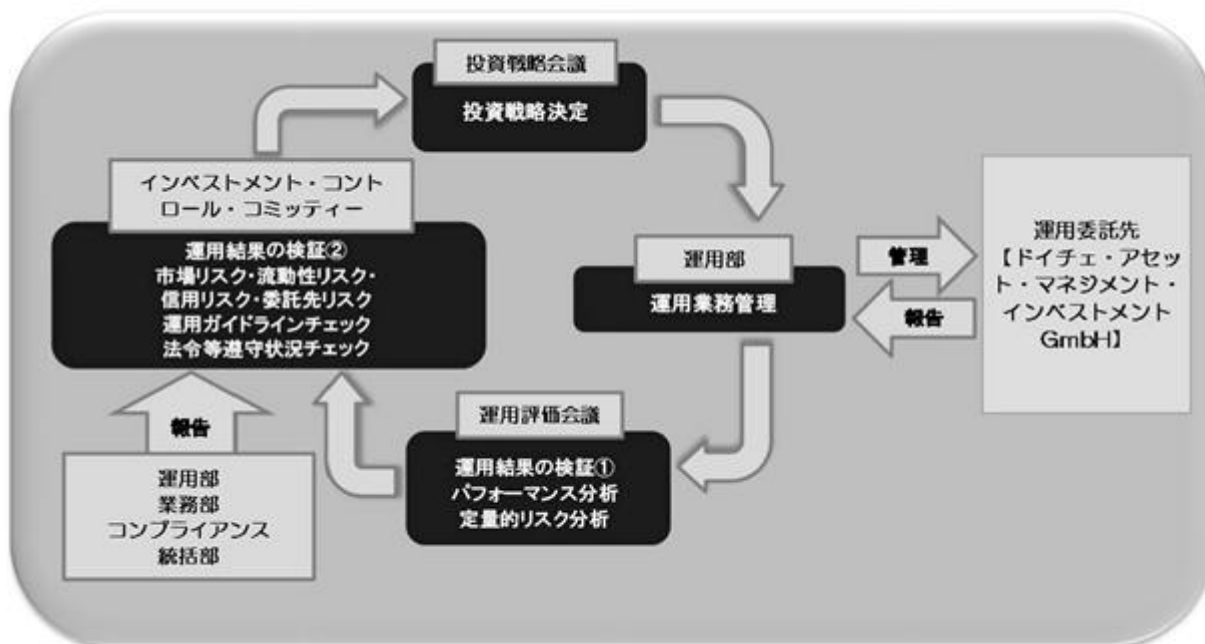 投資戦略会議
投資戦略決定
インベストメント・コント
ロール・コミッティー
運用結果の検証②
市場リスク・流動性リスク・
信用リスク・委託先リスク
運用ガイドラインチェック
法令等遵守状況チェック
運用部
運用業務管理
管理
報告
運用委託先
【ドイチェ・アセッ
ト・マネジメント・
インベストメント
GmbH】
運用評価会議
運用結果の検証①
パフォーマンス分析
定量的リスク分析
報告
運用部
業務部
コンプライアンス
統括部